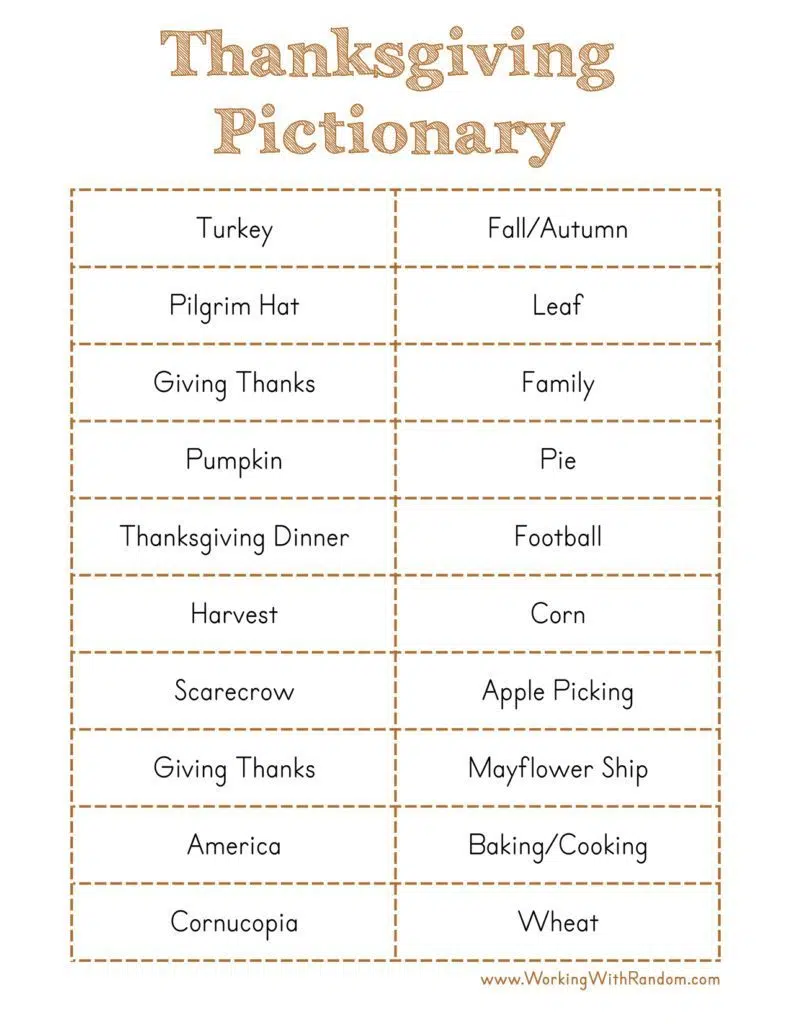 Thanksgiving
Pictionary
Turkey
Fall/Autumn
Pilgrim Hat
Leaf
Giving Thanks
Family
Pumpkin
Pie
Thanksgiving Dinner
Football
Harvest
Corn
Scarecrow
Apple Picking
Giving Thanks
Mayflower Ship
America
Baking/Cooking
Cornucopia
Wheat
www.WorkingWithRandom.com